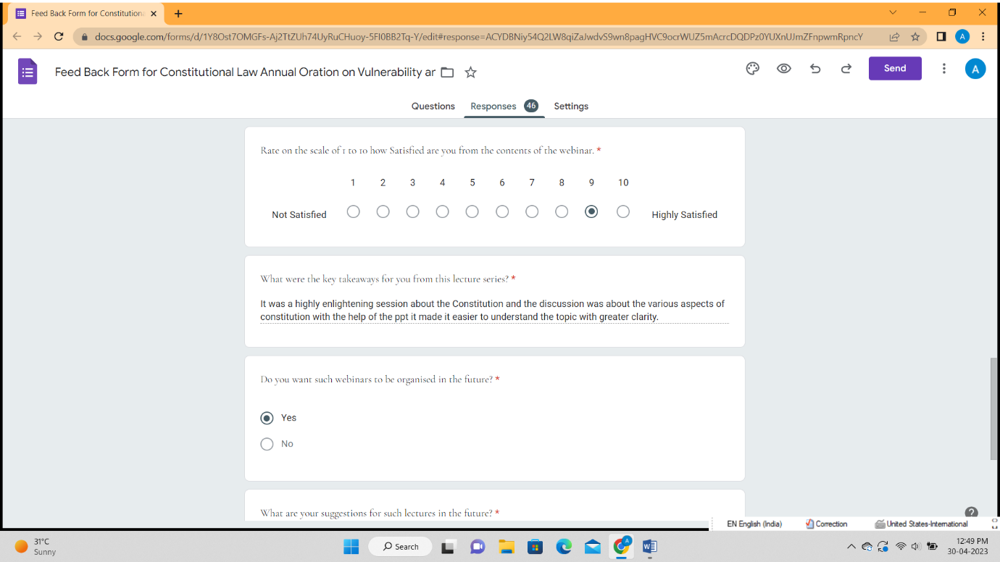 Feed Back Form for Constitutiona
docs.google.com/forms/d/1Y8Ost7OMGFs-Aj2TtZUh74UyRuCHuoy-5FI0BB2Tq-Y/edit#response=ACYDBNiy54Q2LW8qiZaJwdvS9wn8pagHVC9ocrWUZ5mAcrcDQDPz0YUXnUJmZFnpwmRpncY
A
Feed Back Form for Constitutional Law Annual Oration on Vulnerability ar
Send
A
Questions Responses 46 Settings
Rate on the scale of 1 to 10 how Satisfied are you from the contents of the webinar. *
1 2 3 4 5 6 7 8 9 10
Not Satisfied Highly Satisfied
What were the key takeaways for you from this lecture series? *
It was a highly enlightening session about the Constitution and the discussion was about the various aspects of
constitution with the help of the ppt it made it easier to understand the topic with greater clarity.
Do you want such webinars to be organised in the future? *
Yes
No
What are your suggestions for such lectures in the future? *
EN English (India) Correction United States-International
31°C
Sunny
Search
12:49 PM
30-04-2023